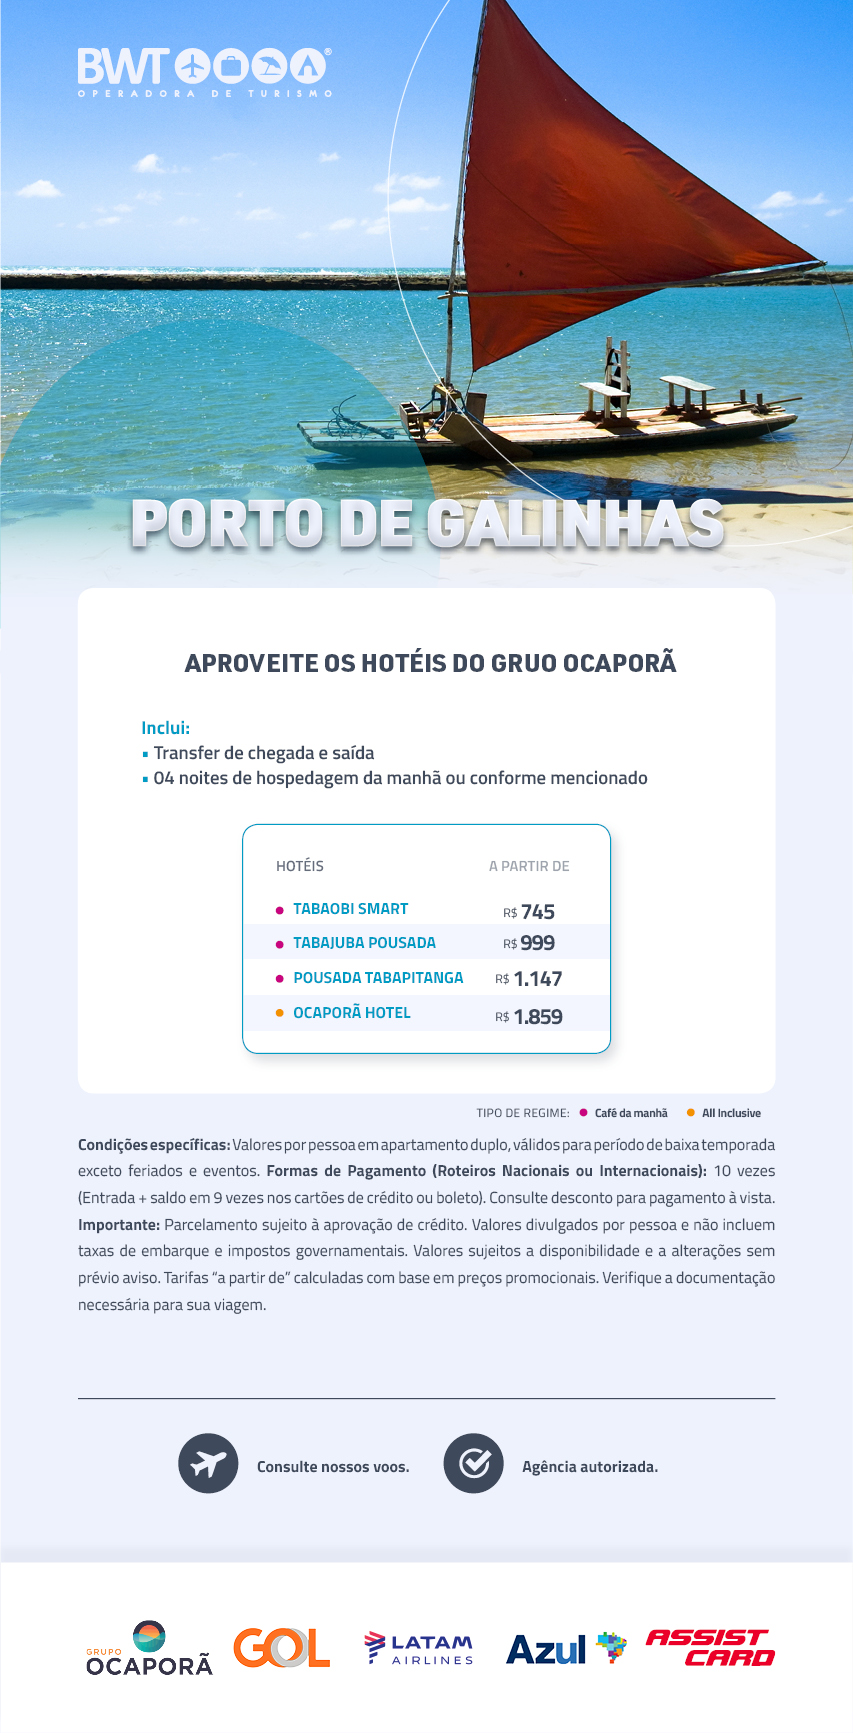 BWT®
OPERADORA DE TURISMO
PORTO DE GALINHAS
APROVEITE OS HOTÉIS DO GRUO OCAPORÃ
Inclui:
▪ Transfer de chegada e saída
▪ 04 noites de hospedagem da manhã ou conforme mencionado
HOTÉIS A PARTIR DE
• TABAOBI SMART R$ 745
• TABAJUBA POUSADA R$ 999
• POUSADA TABAPITANGA R$ 1.147
• OCAPORÃ HOTEL R$ 1.859
TIPO DE REGIME: • Café da manhã • All Inclusive
Condições específicas: Valores por pessoa em apartamento duplo, válidos para período de baixa temporada
exceto feriados e eventos. Formas de Pagamento (Roteiros Nacionais ou Internacionais): 10 vezes
(Entrada + saldo em 9 vezes nos cartões de crédito ou boleto). Consulte desconto para pagamento à vista.
Importante: Parcelamento sujeito à aprovação de crédito. Valores divulgados por pessoa e não incluem
taxas de embarque e impostos governamentais. Valores sujeitos a disponibilidade e a alterações sem
prévio aviso. Tarifas “a partir de” calculadas com base em preços promocionais. Verifique a documentação
necessária para sua viagem.
Consulte nossos voos. Agência autorizada.
GRUPO
OCAPORÃ
GOL
LATAM
AIRLINES
Azul
ASSIST
CARD